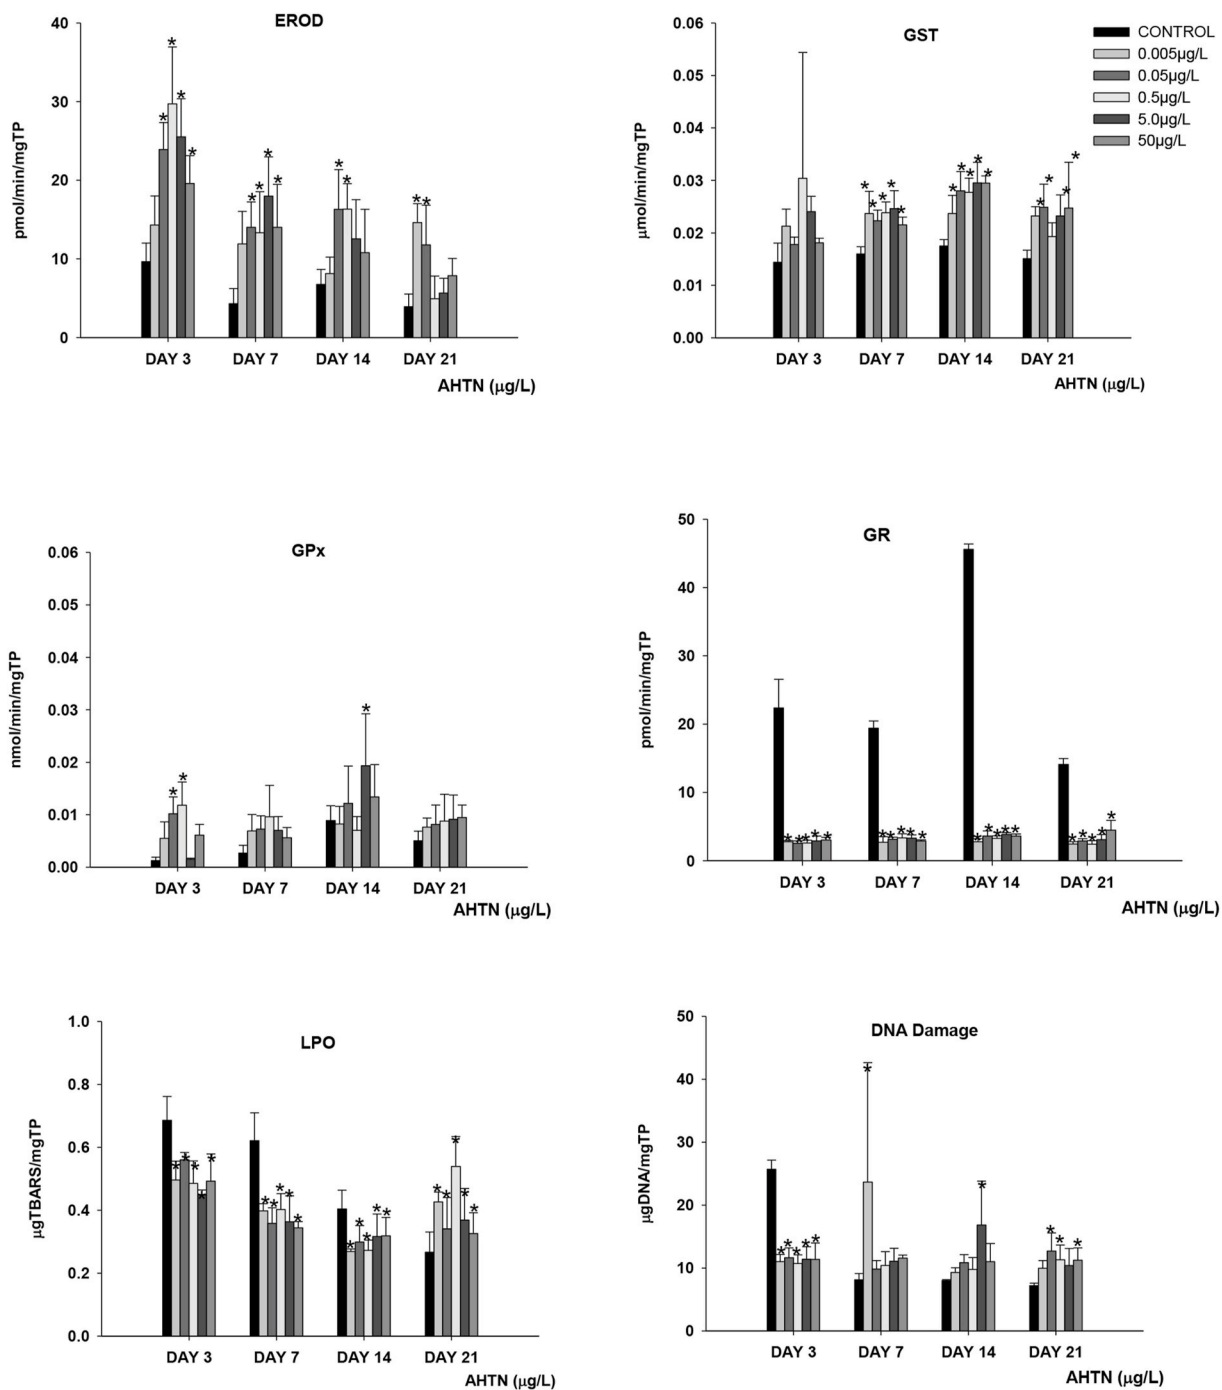 EROD
40
30
20
10
0
pmol/min/mgTP
* * * * *
* * * *
* *
* *
DAY 3 DAY 7 DAY 14 DAY 21
AHTN (µg/L)
GST
0.06
0.05
0.04
0.03
0.02
0.01
0.00
µmol/min/mgTP
* * * * *
* * * * *
* * * *
DAY 3 DAY 7 DAY 14 DAY 21
AHTN (µg/L)
CONTROL
0.005µg/L
0.05µg/L
0.5µg/L
5.0µg/L
50µg/L
GPx
0.06
0.05
0.04
0.03
0.02
0.01
0.00
nmol/min/mgTP
* *
*
DAY 3 DAY 7 DAY 14 DAY 21
AHTN (µg/L)
GR
50
40
30
20
10
0
pmol/min/mgTP
* * * * *
* * * * *
* * * * *
* * * * *
DAY 3 DAY 7 DAY 14 DAY 21
AHTN (µg/L)
LPO
1.0
0.8
0.6
0.4
0.2
0.0
µgTBARS/mgTP
* * * * *
* * * * *
* * * * *
* * * * *
DAY 3 DAY 7 DAY 14 DAY 21
AHTN (µg/L)
DNA Damage
50
40
30
20
10
0
µgDNA/mgTP
* * * * *
*
*
* * *
DAY 3 DAY 7 DAY 14 DAY 21
AHTN (µg/L)